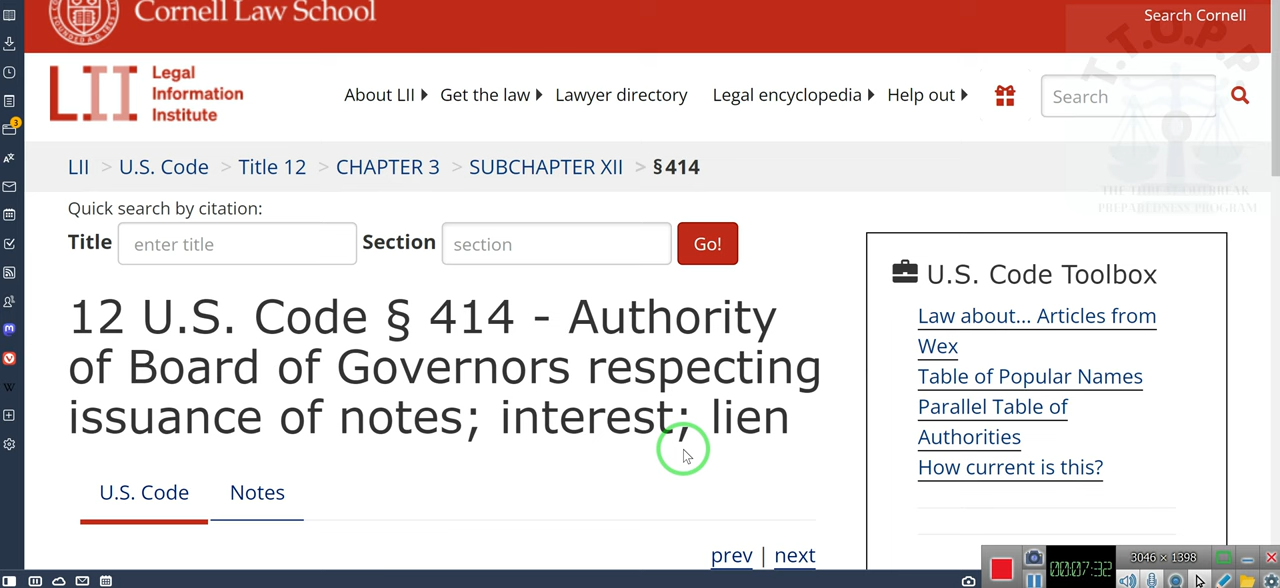 Cornell Law School
Search Cornell
T.T.O.P.P
LII Legal
Information
Institute
About LII
Get the law
Lawyer directory
Legal encyclopedia
Help out
Search
LII > U.S. Code > Title 12 > CHAPTER 3 > SUBCHAPTER XII > §414
PREPAREDNESS PROGRAM
Quick search by citation:
Title enter title Section section Go!
12 U.S. Code § 414 - Authority
of Board of Governors respecting
issuance of notes; interest; lien
U.S. Code Notes
prev | next
U.S. Code Toolbox
Law about... Articles from
Wex
Table of Popular Names
Parallel Table of
Authorities
How current is this?
3
3046 × 1398
00:07:32